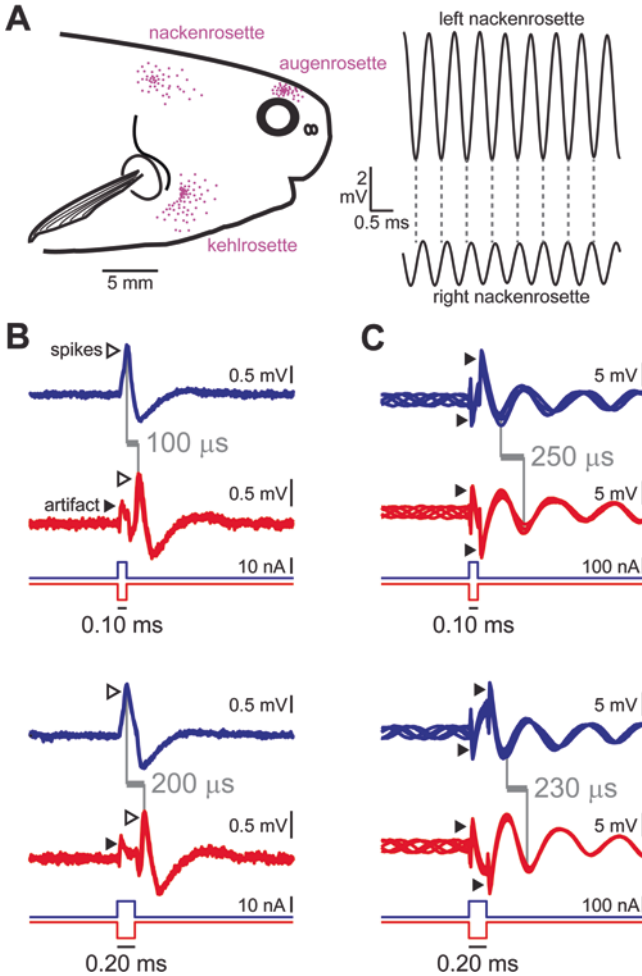 A
nackenrosette
augenrosette
kehlrosette
5 mm
left nackenrosette
2
mV
0.5 ms
right nackenrosette
B
spikes
0.5 mV
100 μs
artifact
0.5 mV
10 nA
0.10 ms
0.5 mV
200 μs
0.5 mV
10 nA
0.20 ms
C
5 mV
250 μs
5 mV
100 nA
0.10 ms
5 mV
230 μs
5 mV
100 nA
0.20 ms